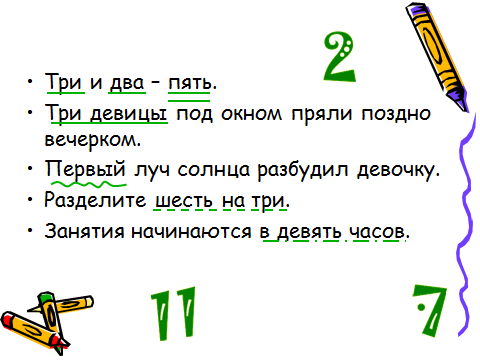 2
• Три и два – пять.
• Три девицы под окном пряли поздно
вечерком.
• Первый луч солнца разбудил девочку.
• Разделите шесть на три.
• Занятия начинаются в девять часов.
11
7